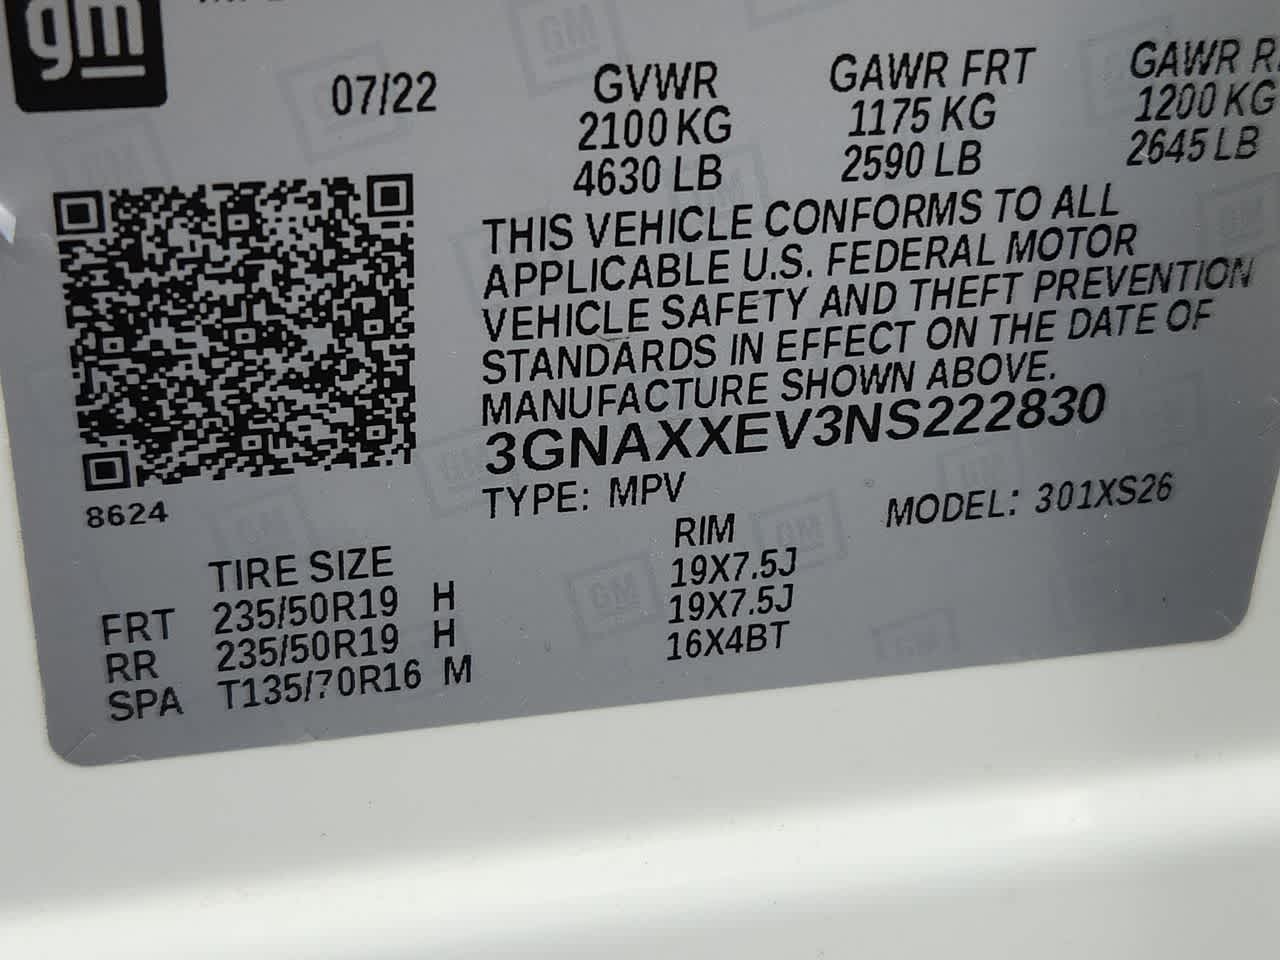 gm
07/22
GVWR
2100 KG
4630 LB
GAWR FRT
1175 KG
2590 LB
GAWR
1200 KG
2645 LB
THIS VEHICLE CONFORMS TO ALL
APPLICABLE U.S. FEDERAL MOTOR
VEHICLE SAFETY AND THEFT PREVENTION
STANDARDS IN EFFECT ON THE DATE OF
MANUFACTURE SHOWN ABOVE.
3GNAXXEV3NS222830
TYPE: MPV
MODEL: 301XS26
8624
TIRE SIZE
RIM
FRT 235/50R19 H 19X7.5J
RR 235/50R19 H 19X7.5J
SPA T135/70R16 M 16X4BT